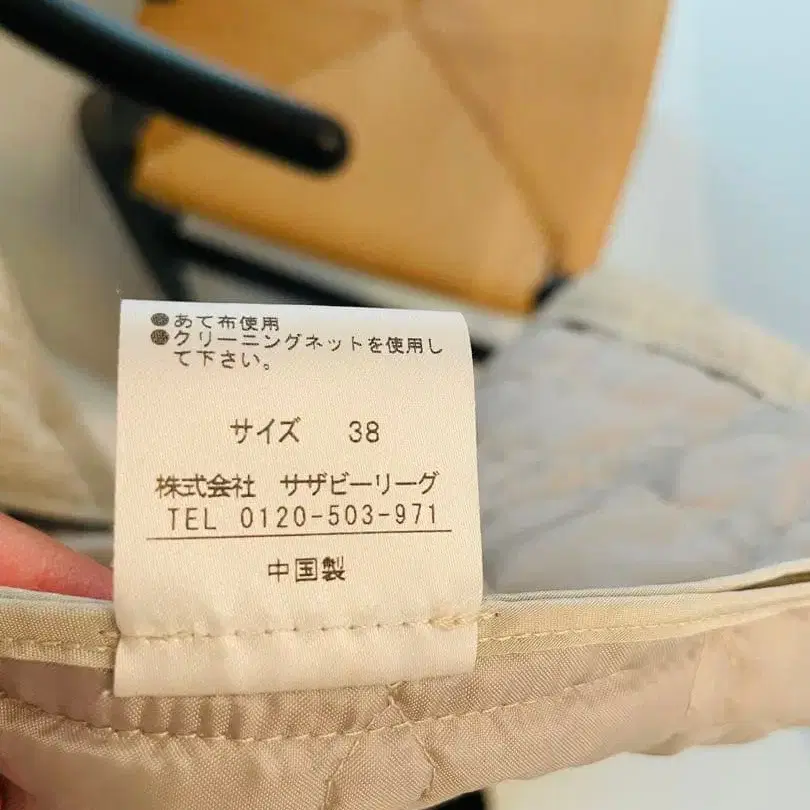 ●あて布使用
●クリーニングネットを使用し
て下さい。
サイズ 38
株式会社 サザビーリーグ
TEL 0120-503-971
中国製